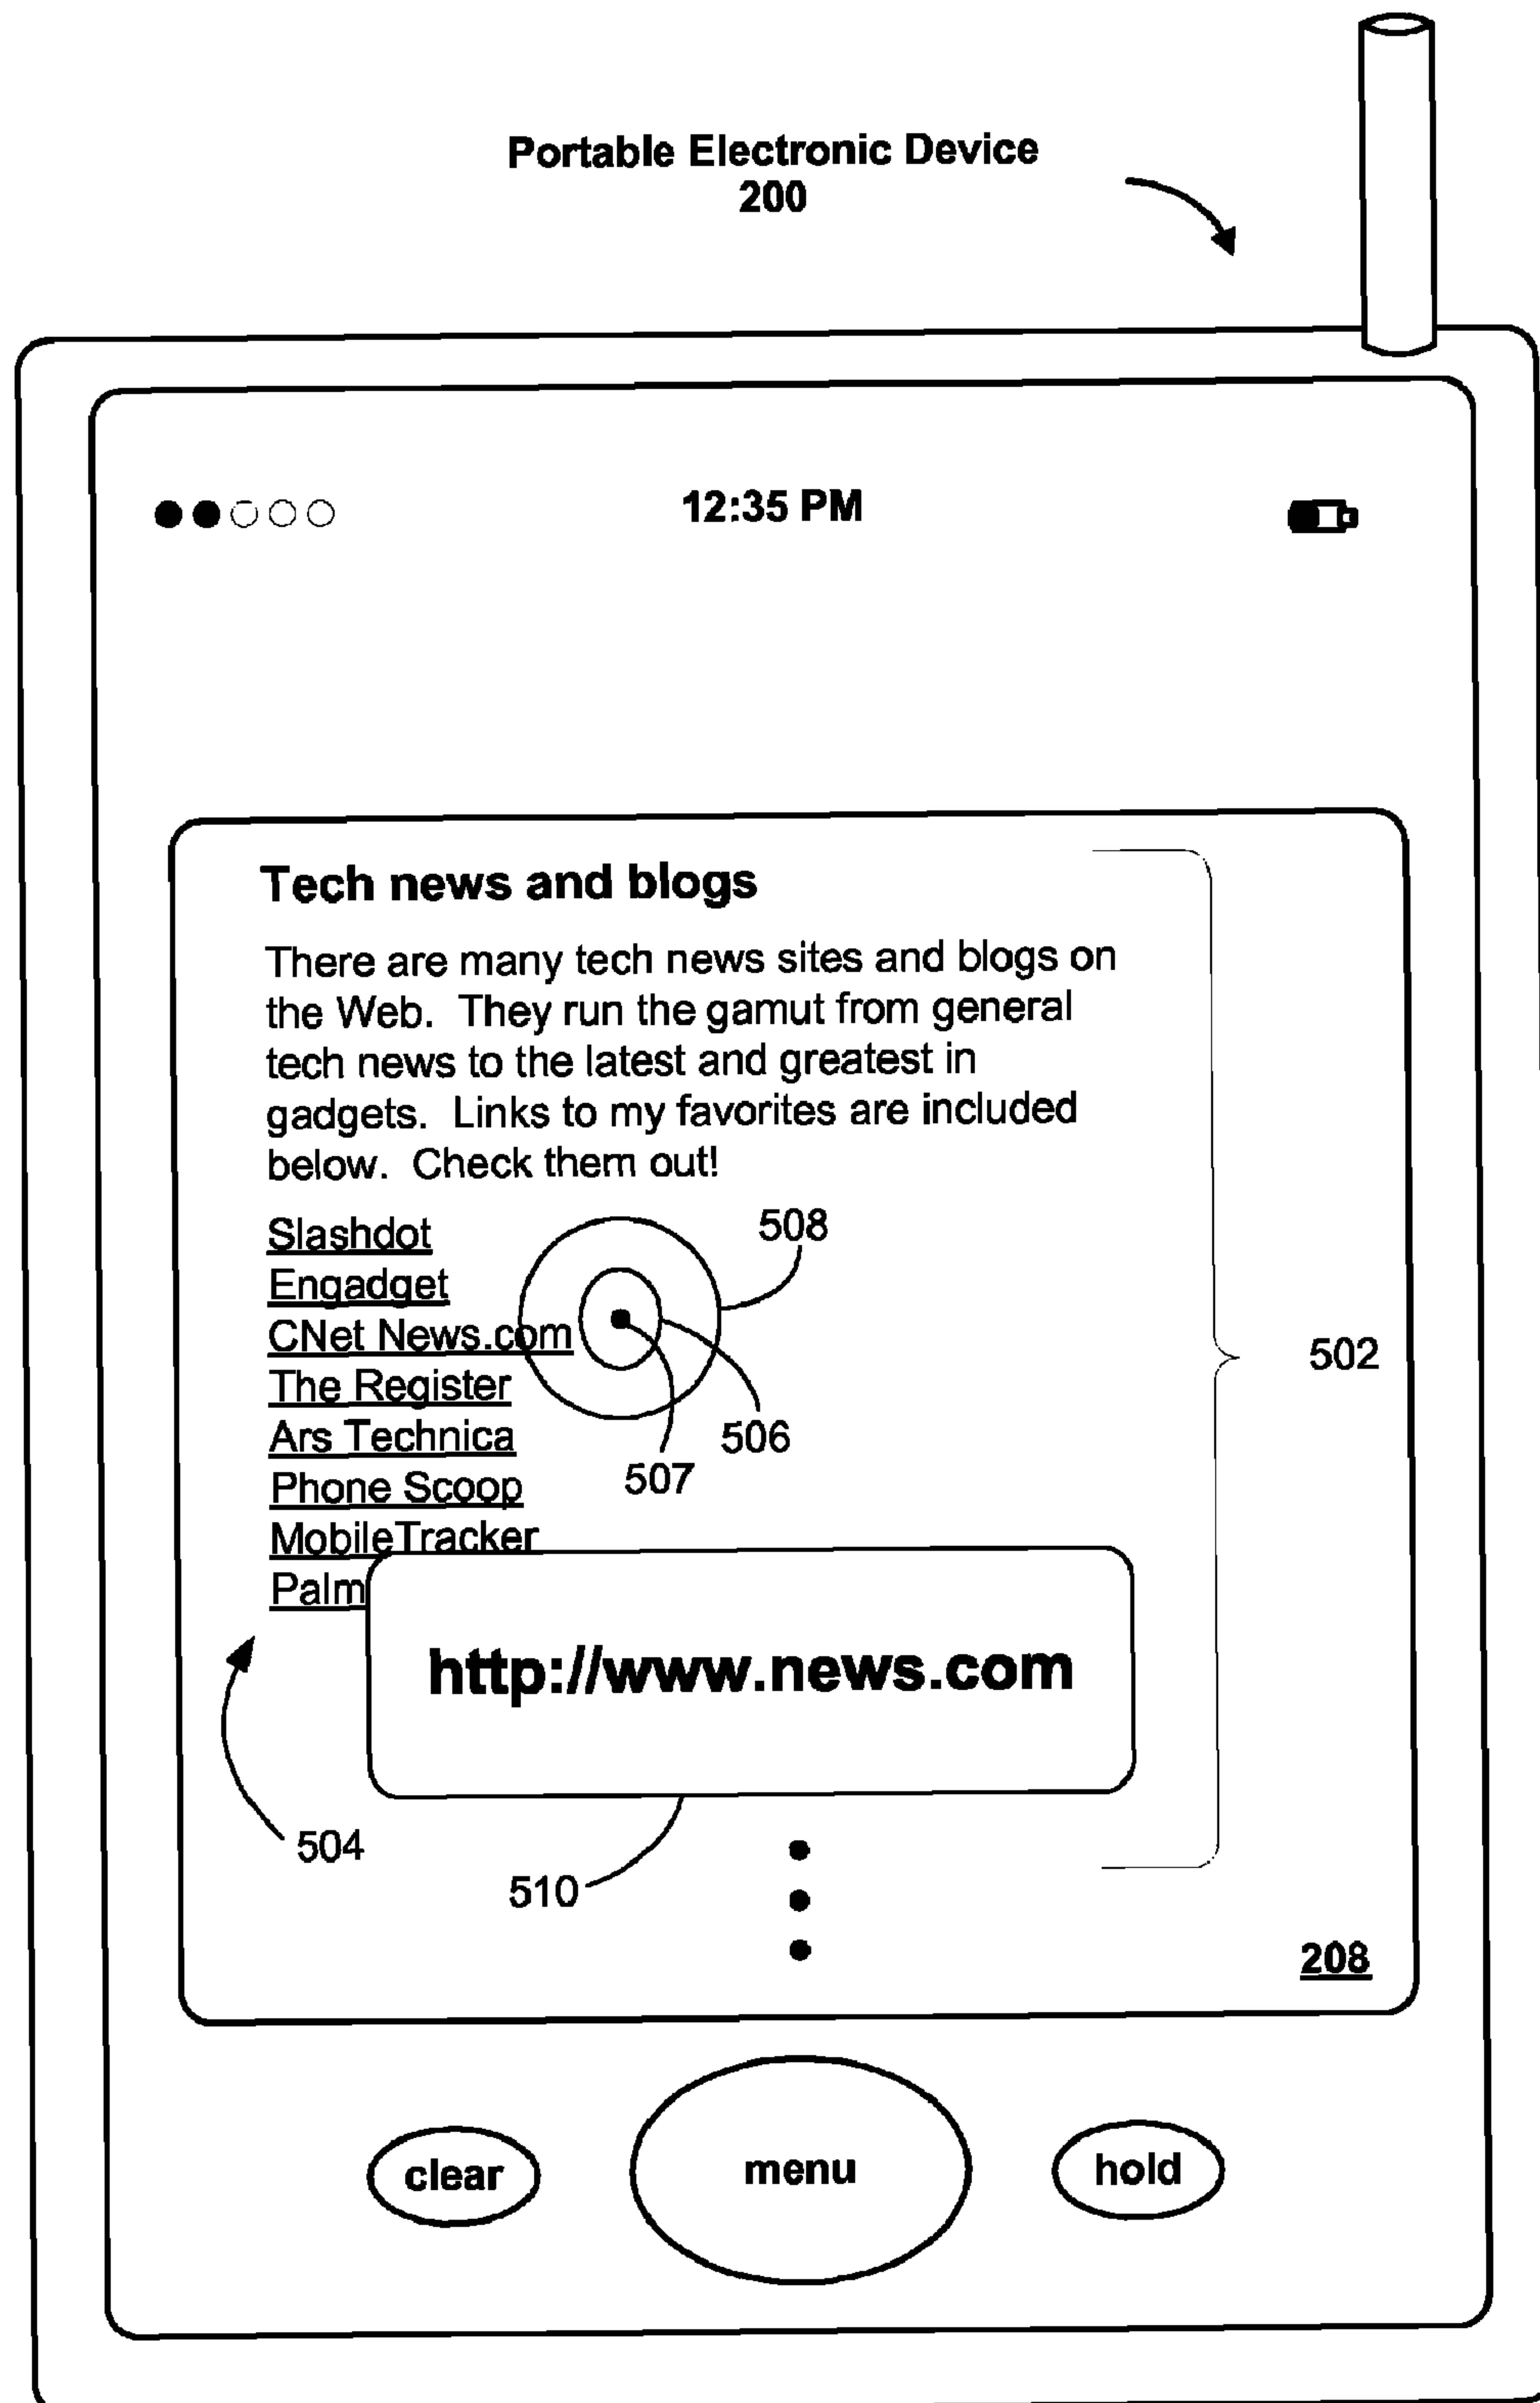 Portable Electronic Device
200
12:35 PM
Tech news and blogs
There are many tech news sites and blogs on
the Web. They run the gamut from general
tech news to the latest and greatest in
gadgets. Links to my favorites are included
below. Check them out!
Slashdot
Engadget
CNet News.com
The Register
Ars Technica
Phone Scoop
MobileTracker
Palm
508
506
507
502
http://www.news.com
504
510
208
clear
menu
hold